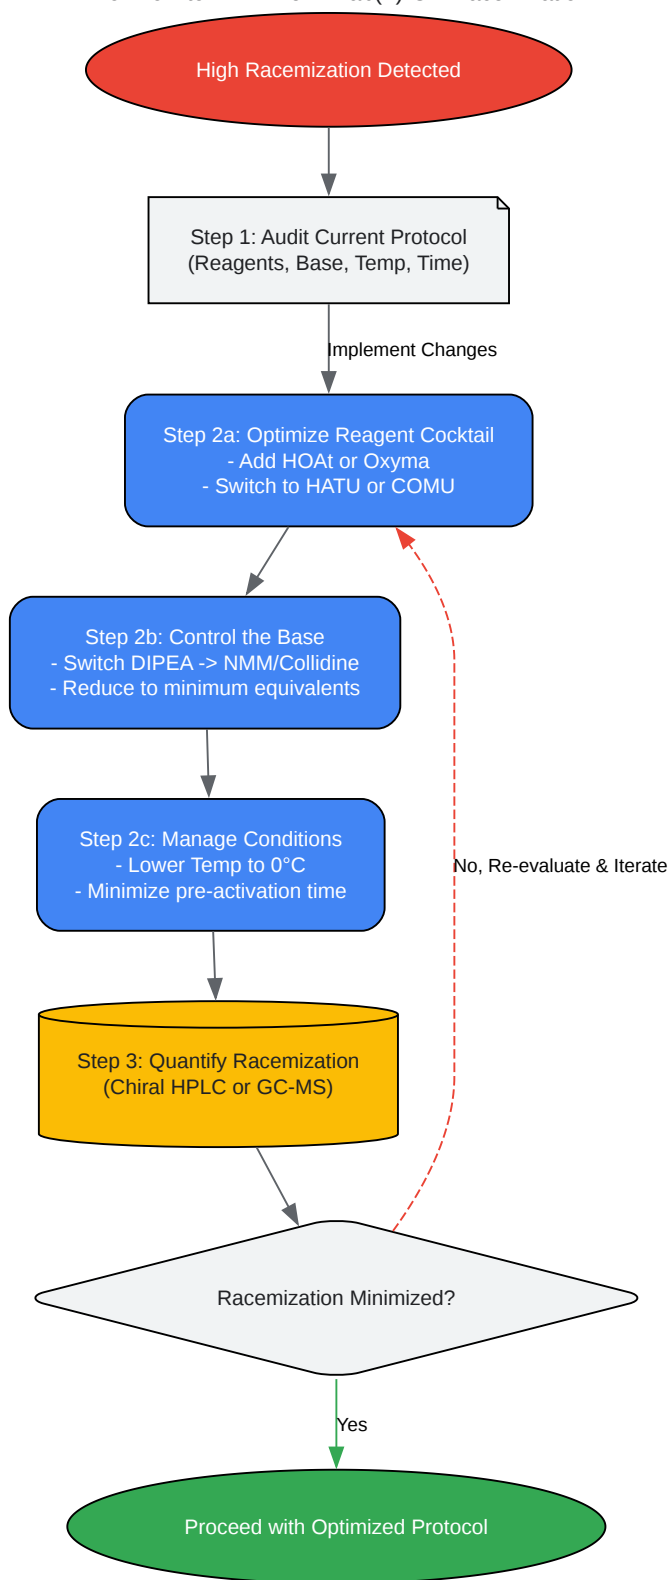 High Racemization Detected
Step 1: Audit Current Protocol
(Reagents, Base, Temp, Time)
Implement Changes
Step 2a: Optimize Reagent Cocktail
- Add HOAt or Oxyma
- Switch to HATU or COMU
Step 2b: Control the Base
- Switch DIPEA -> NMM/Collidine
- Reduce to minimum equivalents
Step 2c: Manage Conditions
- Lower Temp to 0°C
- Minimize pre-activation time
No, Re-evaluate & Iterate
Step 3: Quantify Racemization
(Chiral HPLC or GC-MS)
Racemization Minimized?
Yes
Proceed with Optimized Protocol